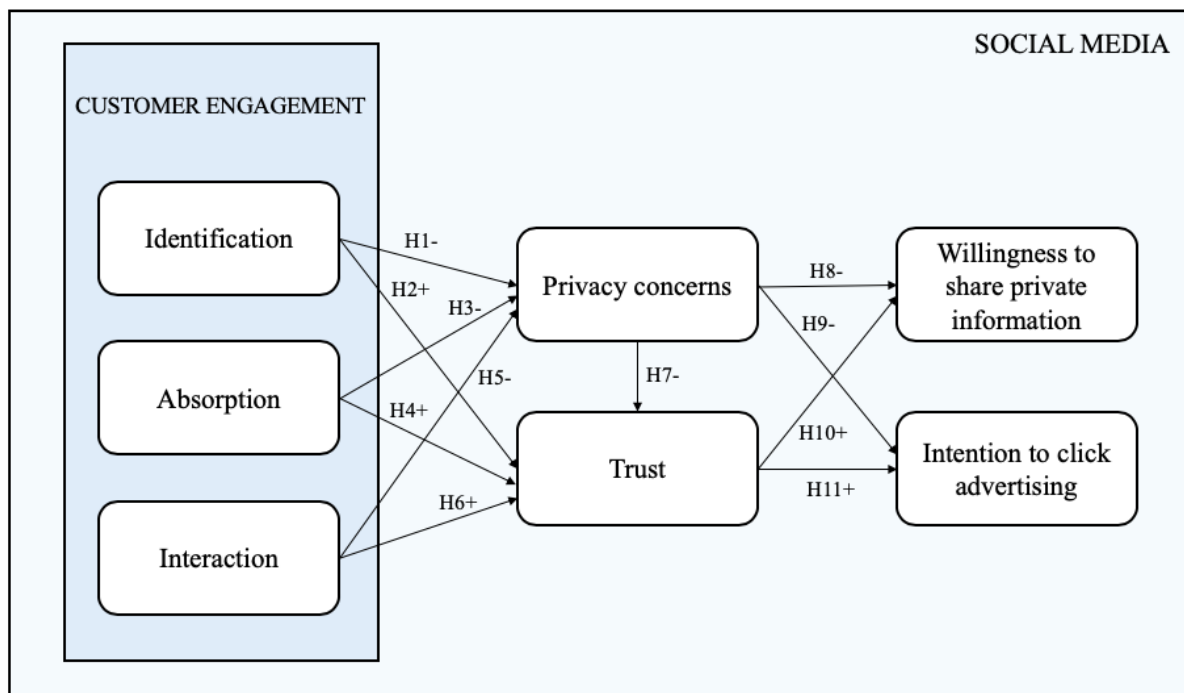 SOCIAL MEDIA
CUSTOMER ENGAGEMENT
Identification
Absorption
Interaction
H1-
H2+
H3-
H4+
H5-
H6+
Privacy concerns
H7-
Trust
H8-
H9-
H10+
H11+
Willingness to
share private
information
Intention to click
advertising